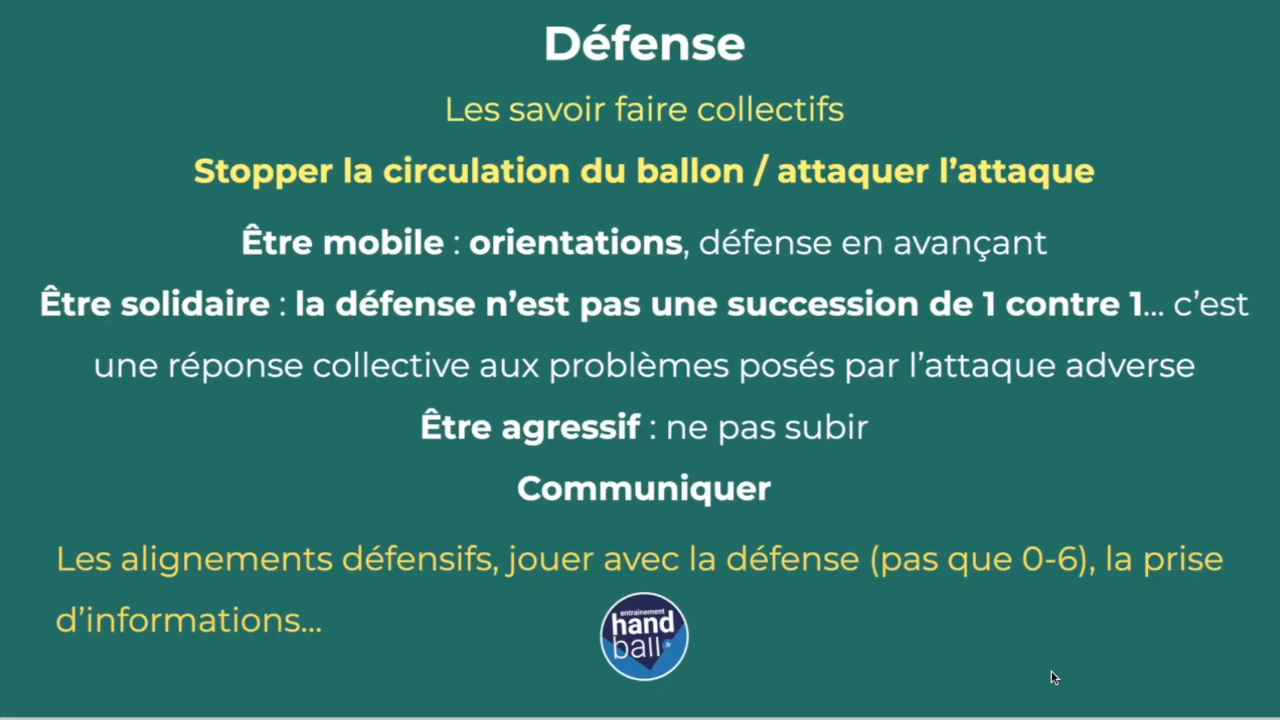 Défense
Les savoir faire collectifs
Stopper la circulation du ballon / attaquer l’attaque
Être mobile : orientations, défense en avançant
Être solidaire : la défense n’est pas une succession de 1 contre 1... c’est
une réponse collective aux problèmes posés par l’attaque adverse
Être agressif : ne pas subir
Communiquer
Les alignements défensifs, jouer avec la défense (pas que 0-6), la prise
d’informations...
entrainement
hand
ball
.fr